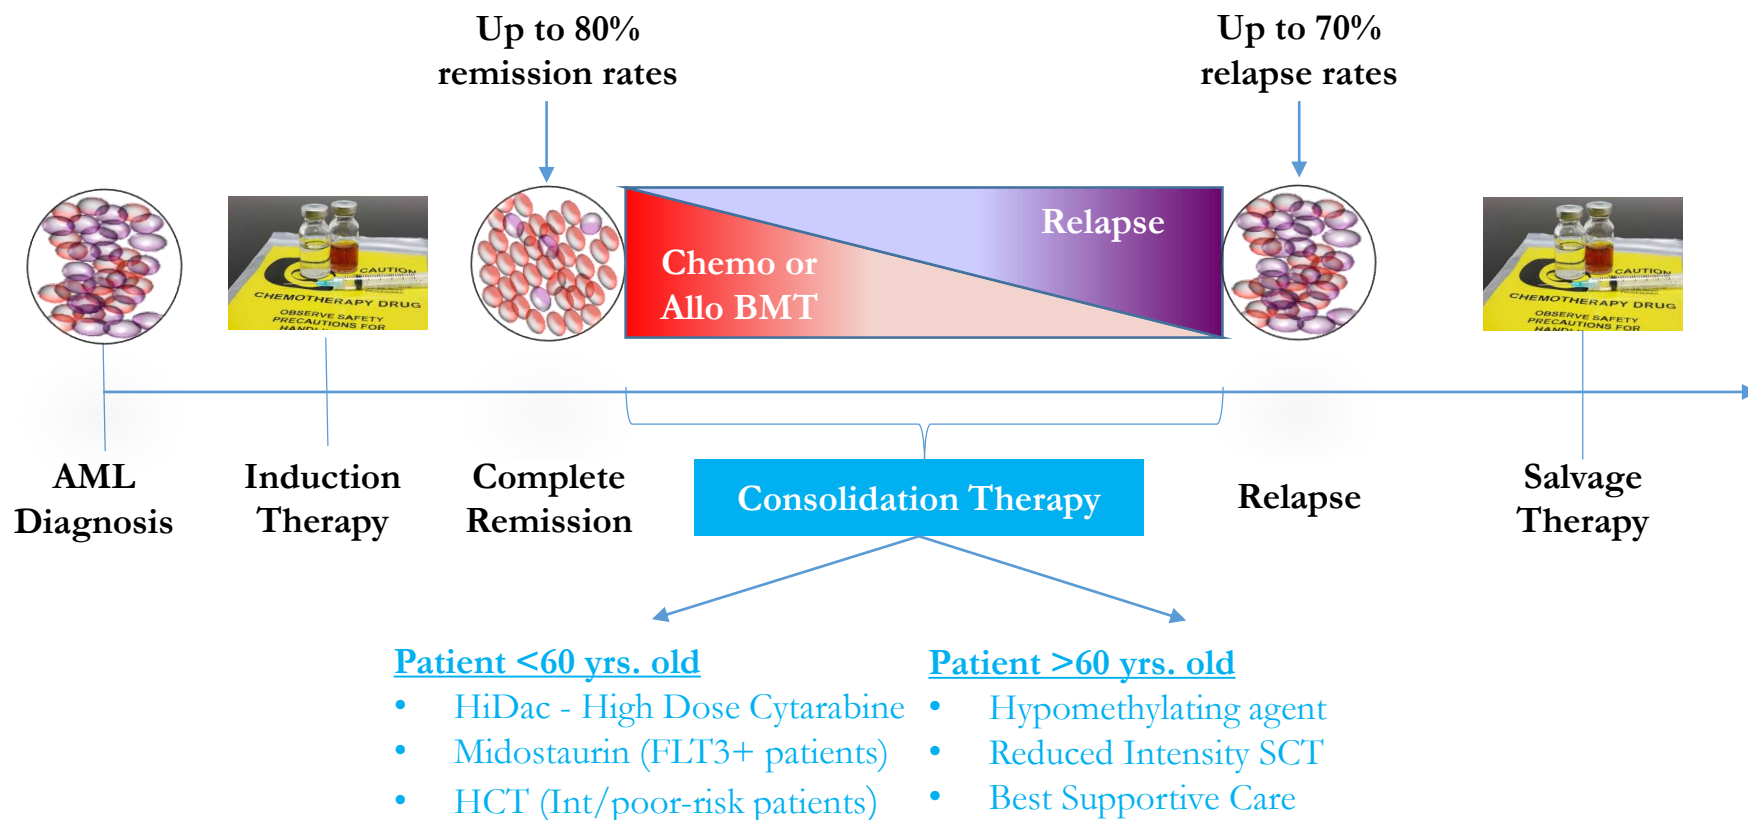 Up to 80%
remission rates
Up to 70%
relapse rates
CAUTION
CHEMOTHERAPY DRUG
OBSERVE SAFETY
PRECAUTIONS FOR
Chemo or
Allo BMT
Relapse
CAUTION
CHEMOTHERAPY DRUG
OBSERVE SAFETY
PRECAUTIONS FOR
AML
Diagnosis
Induction
Therapy
Complete
Remission
Consolidation Therapy
Relapse
Salvage
Therapy
Patient <60 yrs. old
• HiDac - High Dose Cytarabine
• Midostaurin (FLT3+ patients)
• HCT (Int/poor-risk patients)
Patient >60 yrs. old
• Hypomethylating agent
• Reduced Intensity SCT
• Best Supportive Care